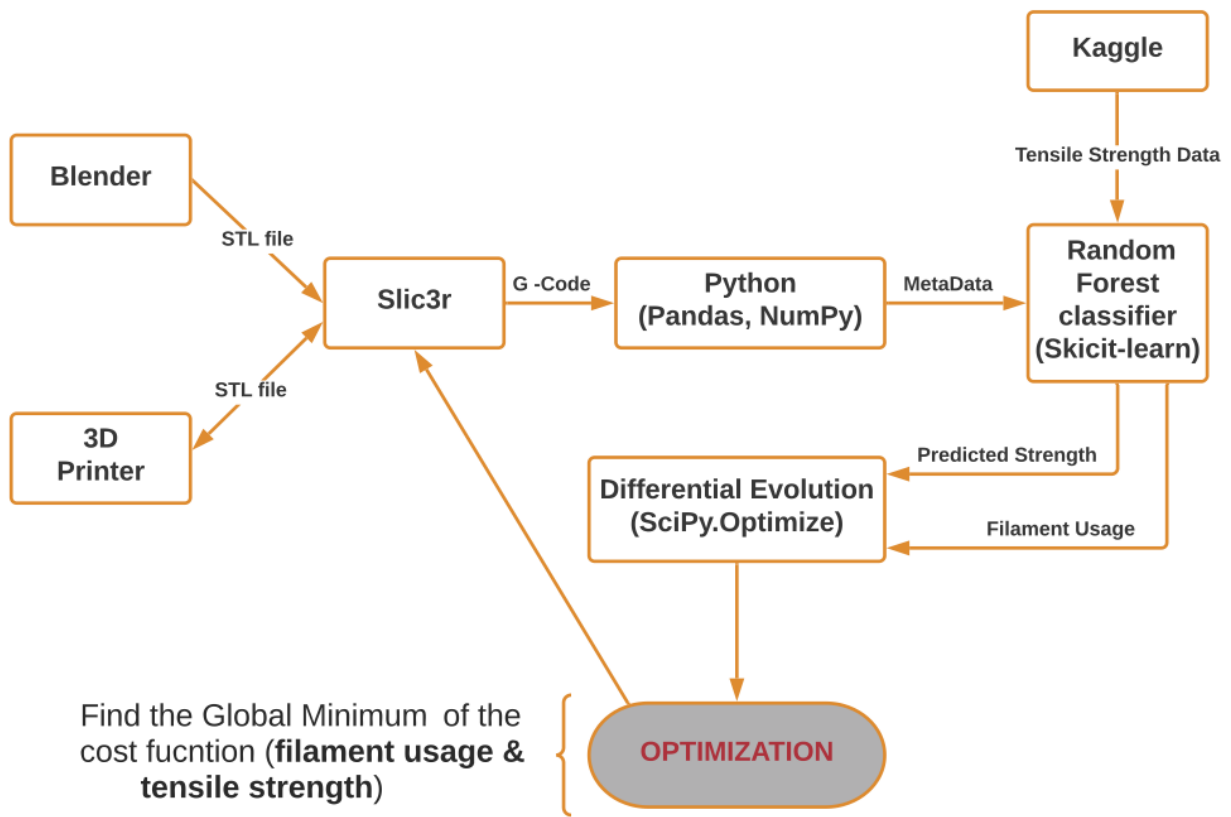 Kaggle
Tensile Strength Data
Blender
STL file
Slic3r
G -Code
Python
(Pandas, NumPy)
MetaData
Random
Forest
classifier
(Skicit-learn)
STL file
3D
Printer
Predicted Strength
Differential Evolution
(SciPy.Optimize)
Filament Usage
Find the Global Minimum of the
cost fucntion (filament usage &
tensile strength)
OPTIMIZATION